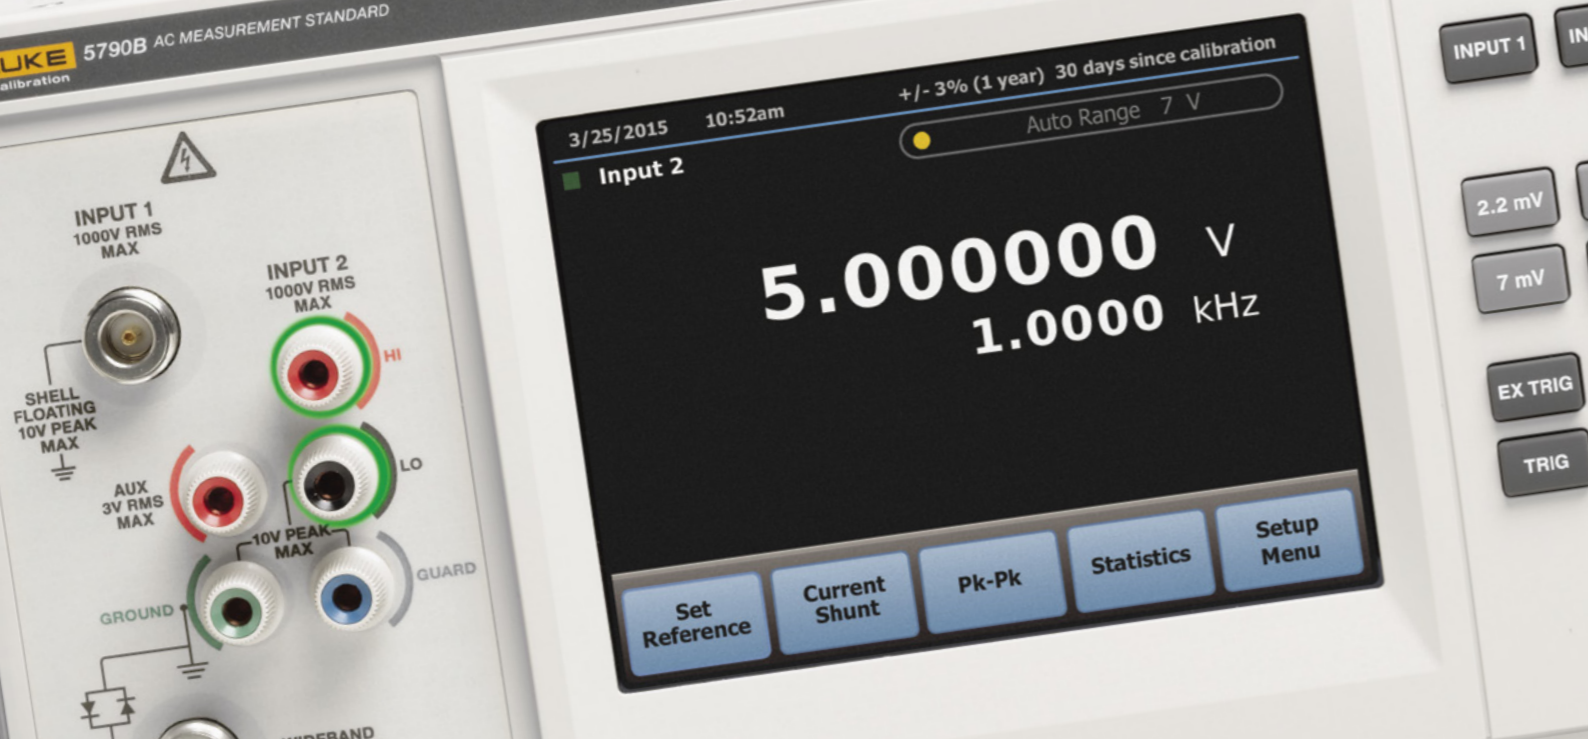 UKE
alibration
5790B AC MEASUREMENT STANDARD
INPUT 1
1000V RMS
MAX
INPUT 2
1000V RMS
MAX
HI
SHELL
FLOATING
10V PEAK
MAX
LO
AUX
3V RMS
MAX
10V PEAK
MAX
GUARD
GROUND
WIDEBAND
3/25/2015 10:52am +/- 3% (1 year) 30 days since calibration
Auto Range 7 V
Input 2
5.000000 V
1.0000 kHz
Set
Reference
Current
Shunt
Pk-Pk
Statistics
Setup
Menu
INPUT 1
IN
2.2 mV
7 mV
EX TRIG
TRIG